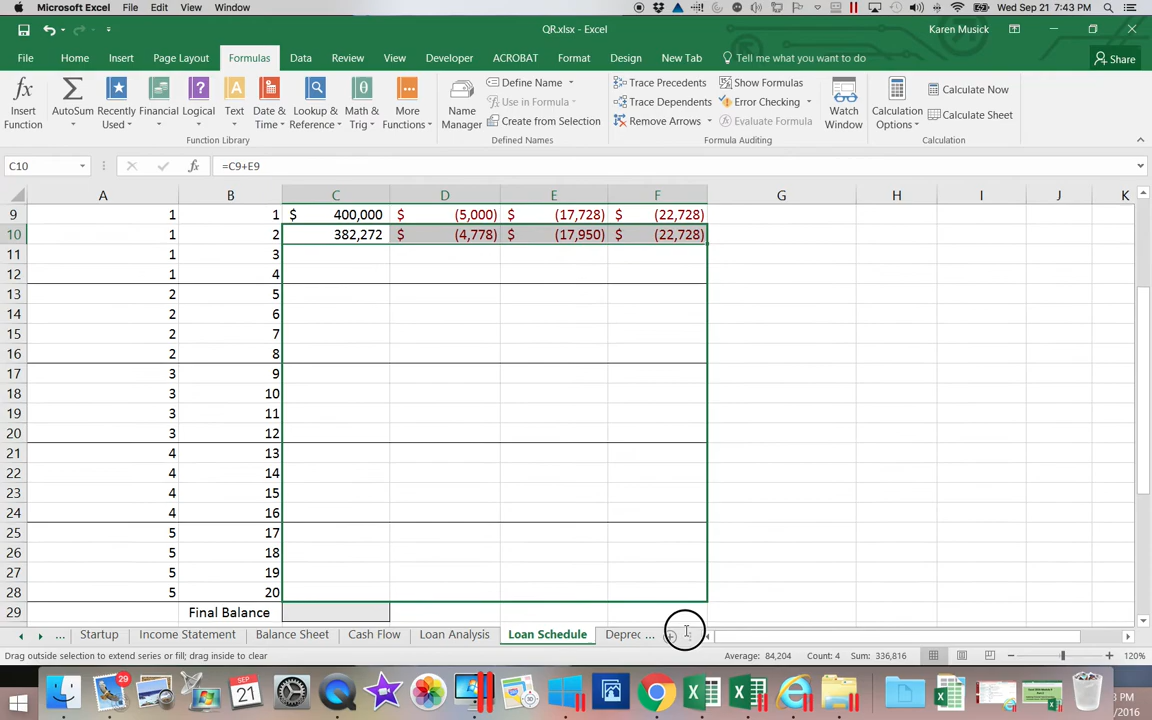 Microsoft Excel File Edit View Window Wed Sep 21 7:43 PM
QR.xlsx - Excel Karen Musick
File Home Insert Page Layout Formulas Data Review View Developer ACROBAT Format Design New Tab Tell me what you want to do Share
Insert Function
AutoSum
Recently Used
Financial
Logical
Text
Date & Time
Lookup & Reference
Math & Trig
More Functions
Function Library
Name Manager
Define Name
Use in Formula
Create from Selection
Defined Names
Trace Precedents
Trace Dependents
Remove Arrows
Show Formulas
Error Checking
Evaluate Formula
Formula Auditing
Watch Window
Calculation Options
Calculate Now
Calculate Sheet
Calculation
C10 fx =C9+E9
A B C D E F G H I J K
9 1 1 $ 400,000 $ (5,000) $ (17,728) $ (22,728)
10 1 2 382,272 $ (4,778) $ (17,950) $ (22,728)
11 1 3
12 1 4
13 2 5
14 2 6
15 2 7
16 2 8
17 3 9
18 3 10
19 3 11
20 3 12
21 4 13
22 4 14
23 4 15
24 4 16
25 5 17
26 5 18
27 5 19
28 5 20
29 Final Balance
... Startup Income Statement Balance Sheet Cash Flow Loan Analysis Loan Schedule Deprec ...
Drag outside selection to extend series or fill; drag inside to clear Average: 84,204 Count: 4 Sum: 336,816 120%
29
SEP
21
3 PM
/2016